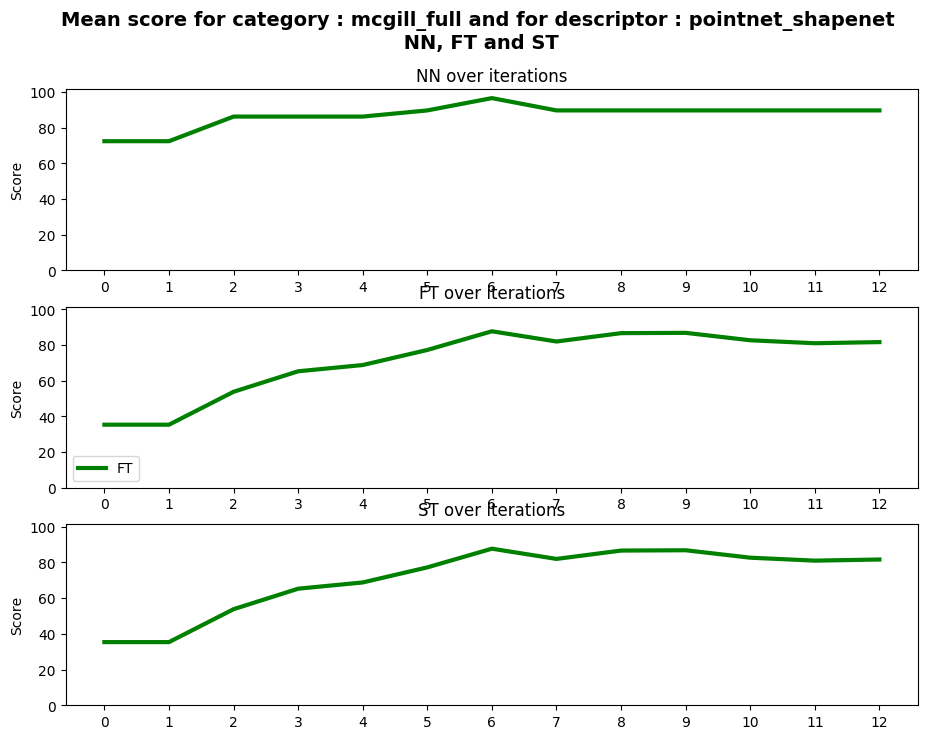 Mean score for category : mcgill_full and for descriptor : pointnet_shapenet
NN, FT and ST
NN over iterations
Score
100
80
60
40
20
0
0 1 2 3 4 5 6 7 8 9 10 11 12
FT over iterations
Score
100
80
60
40
20
0
FT
0 1 2 3 4 5 6 7 8 9 10 11 12
ST over iterations
Score
100
80
60
40
20
0
0 1 2 3 4 5 6 7 8 9 10 11 12